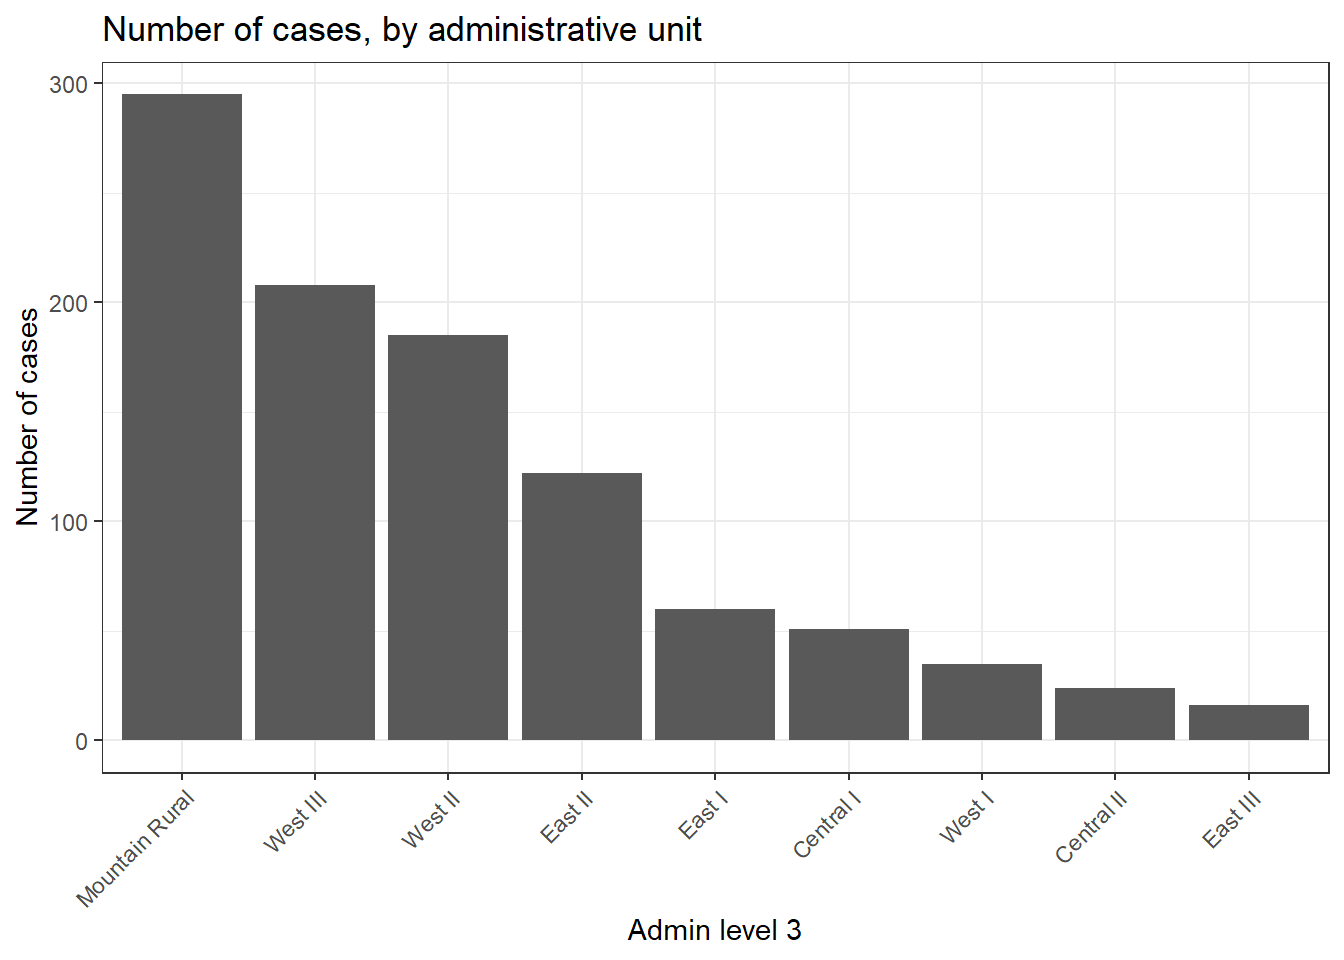 Number of cases, by administrative unit
Number of cases
300
200
100
0
Mountain Rural
West III
West II
East II
East I
Central I
West I
Central II
East III
Admin level 3